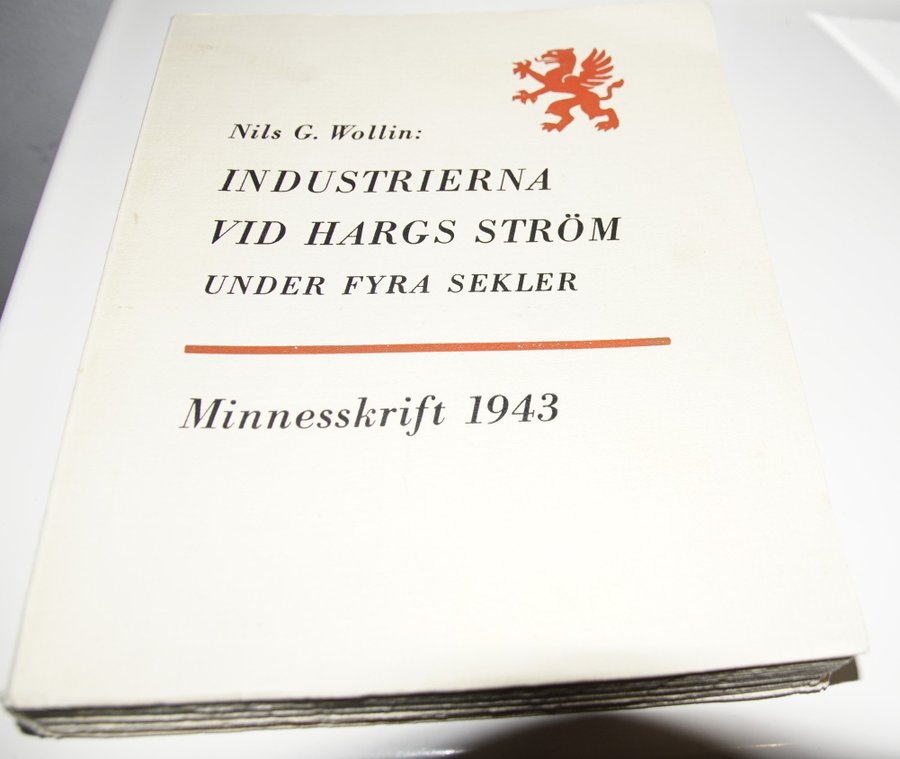 Nils G. Wollin:
INDUSTRIERNA
VID HARGS STRÖM
UNDER FYRA SEKLER
Minnesskrift 1943